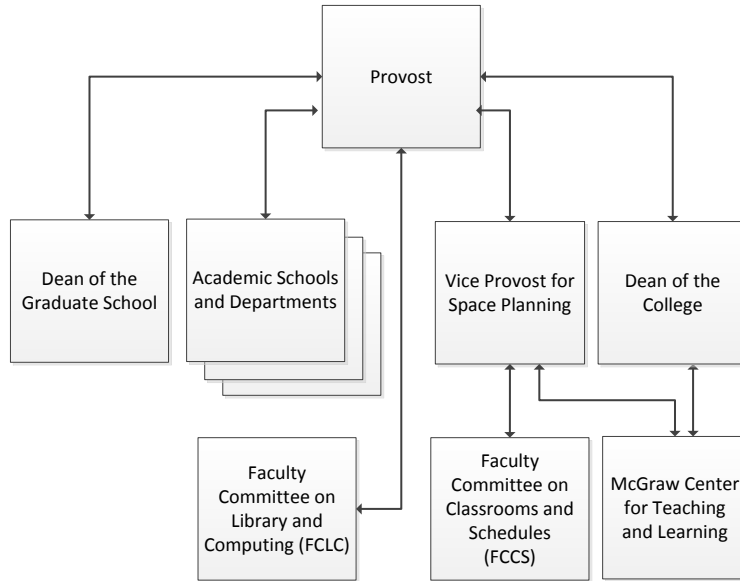 Provost
Dean of the
Graduate School
Academic Schools
and Departments
Vice Provost for
Space Planning
Dean of the
College
Faculty
Committee on
Library and
Computing (FCLC)
Faculty
Committee on
Classrooms and
Schedules
(FCCS)
McGraw Center
for Teaching
and Learning